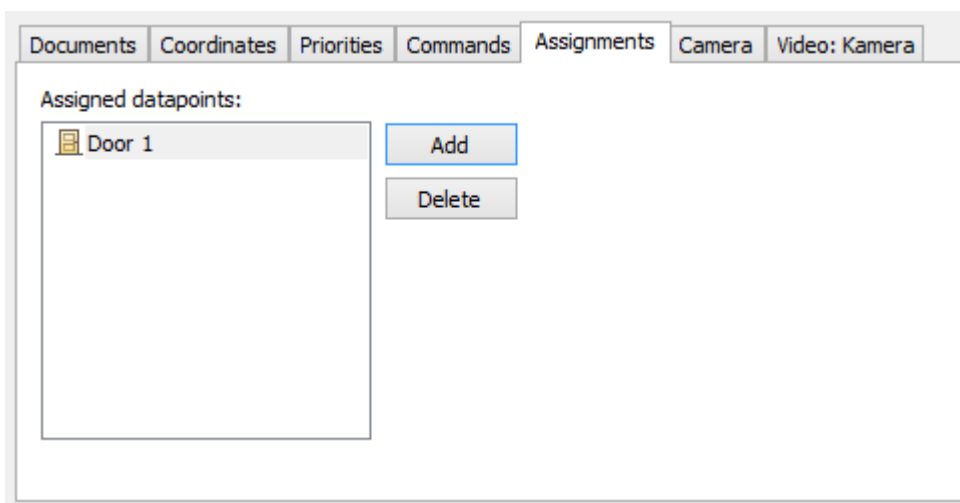 Documents Coordinates Priorities Commands Assignments Camera Video: Kamera
Assigned datapoints:
Door 1
Add
Delete